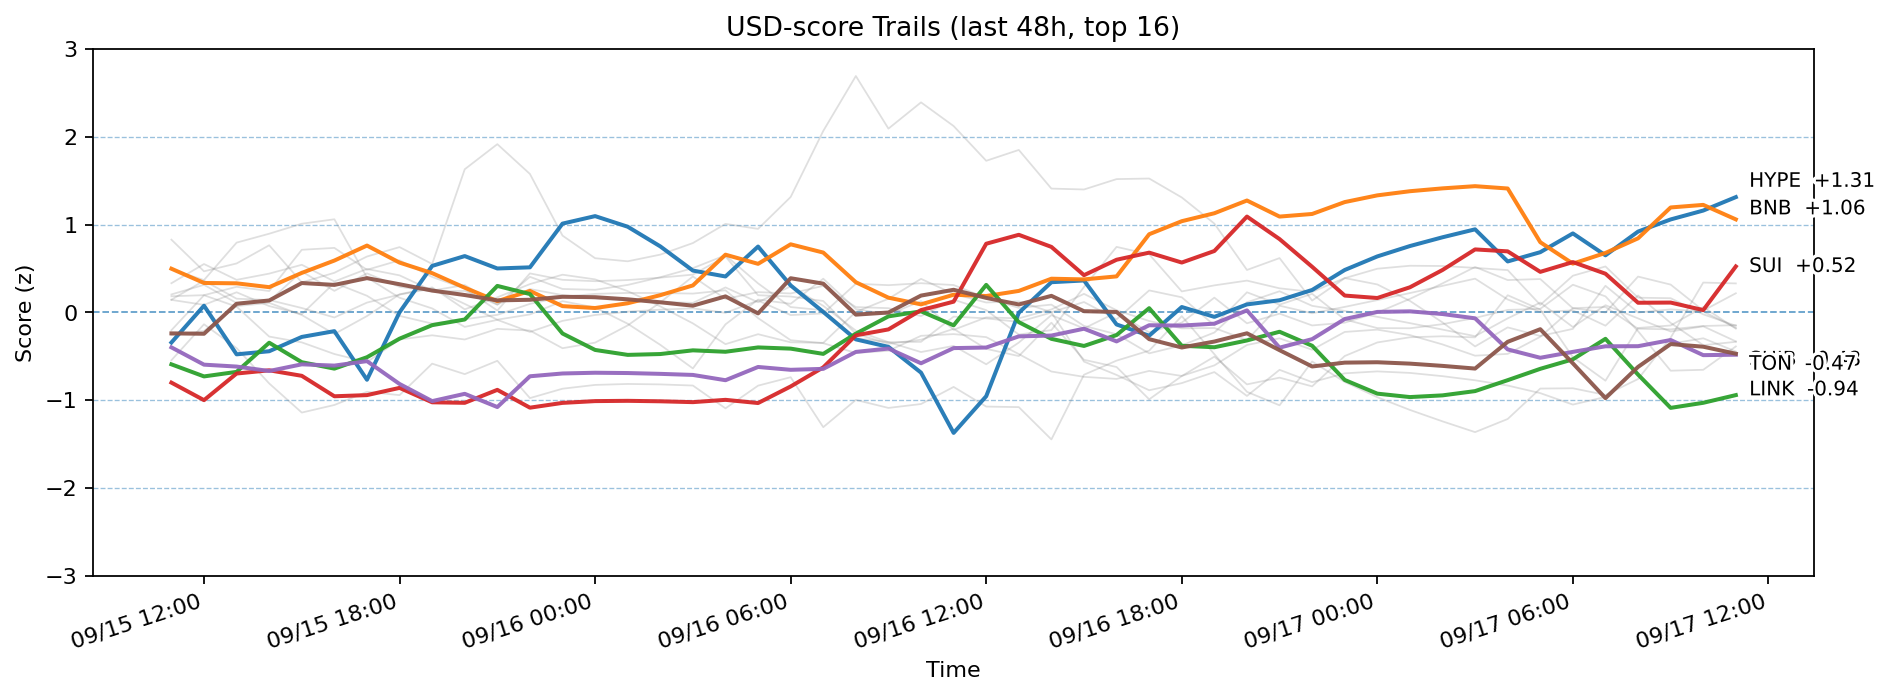 USD-score Trails (last 48h, top 16)
3
2
1
0
−1
−2
−3
Score (z)
HYPE +1.31
BNB +1.06
SUI +0.52
TON -0.47
LINK -0.94
09/15 12:00
09/15 18:00
09/16 00:00
09/16 06:00
09/16 12:00
09/16 18:00
09/17 00:00
09/17 06:00
09/17 12:00
Time